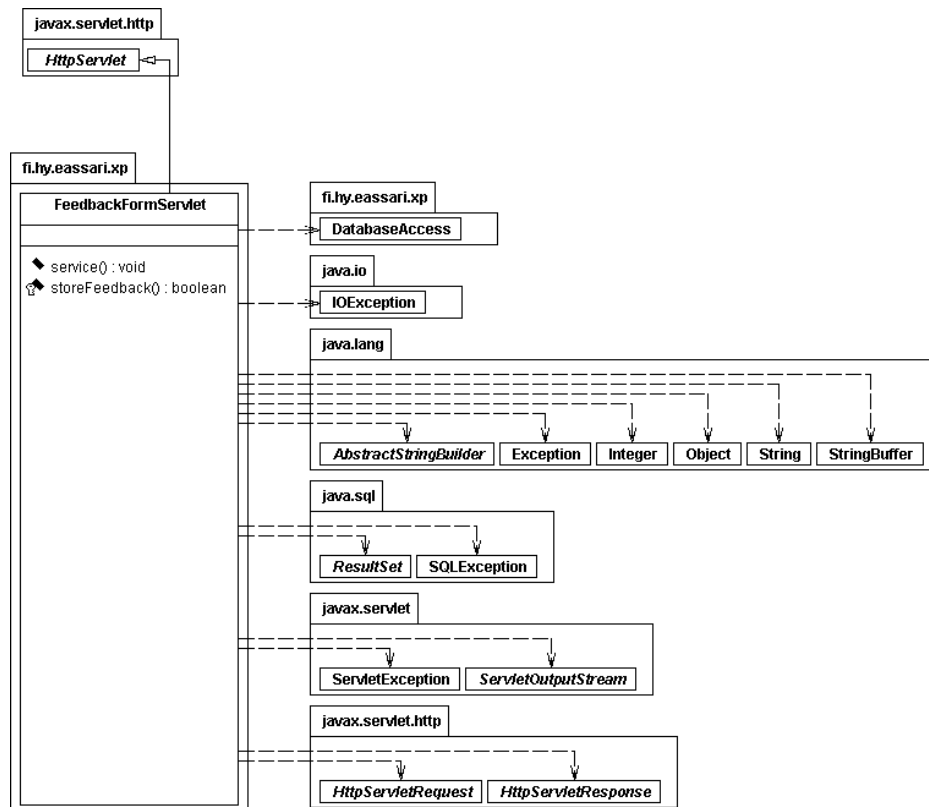 javax.servlet.http
HttpServlet
fi.hy.eassari.xp
FeedbackFormServlet
service() : void
storeFeedback() : boolean
fi.hy.eassari.xp
DatabaseAccess
java.io
IOException
java.lang
AbstractStringBuilder Exception Integer Object String StringBuffer
java.sql
ResultSet SQLException
javax.servlet
ServletException ServletOutputStream
javax.servlet.http
HttpServletRequest HttpServletResponse